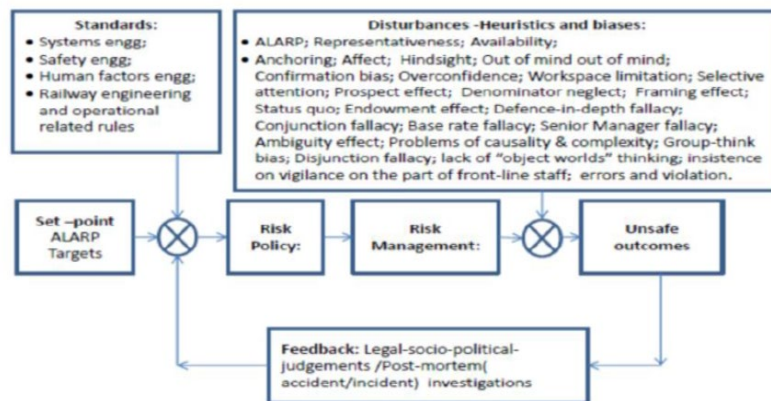 Standards:
• Systems engg;
• Safety engg;
• Human factors engg;
• Railway engineering
and operational
related rules
Disturbances -Heuristics and biases:
• ALARP; Representativeness; Availability;
• Anchoring; Affect; Hindsight; Out of mind out of mind;
Confirmation bias; Overconfidence; Workspace limitation; Selective
attention; Prospect effect; Denominator neglect; Framing effect;
Status quo; Endowment effect; Defence-in-depth fallacy;
Conjunction fallacy; Base rate fallacy; Senior Manager fallacy;
Ambiguity effect; Problems of causality & complexity; Group-think
bias; Disjunction fallacy; lack of “object worlds” thinking; insistence
on vigilance on the part of front-line staff; errors and violation.
Set –point
ALARP
Targets
Risk
Policy:
Risk
Management:
Unsafe
outcomes
Feedback: Legal-socio-political-
judgements /Post-mortem(
accident/incident) investigations